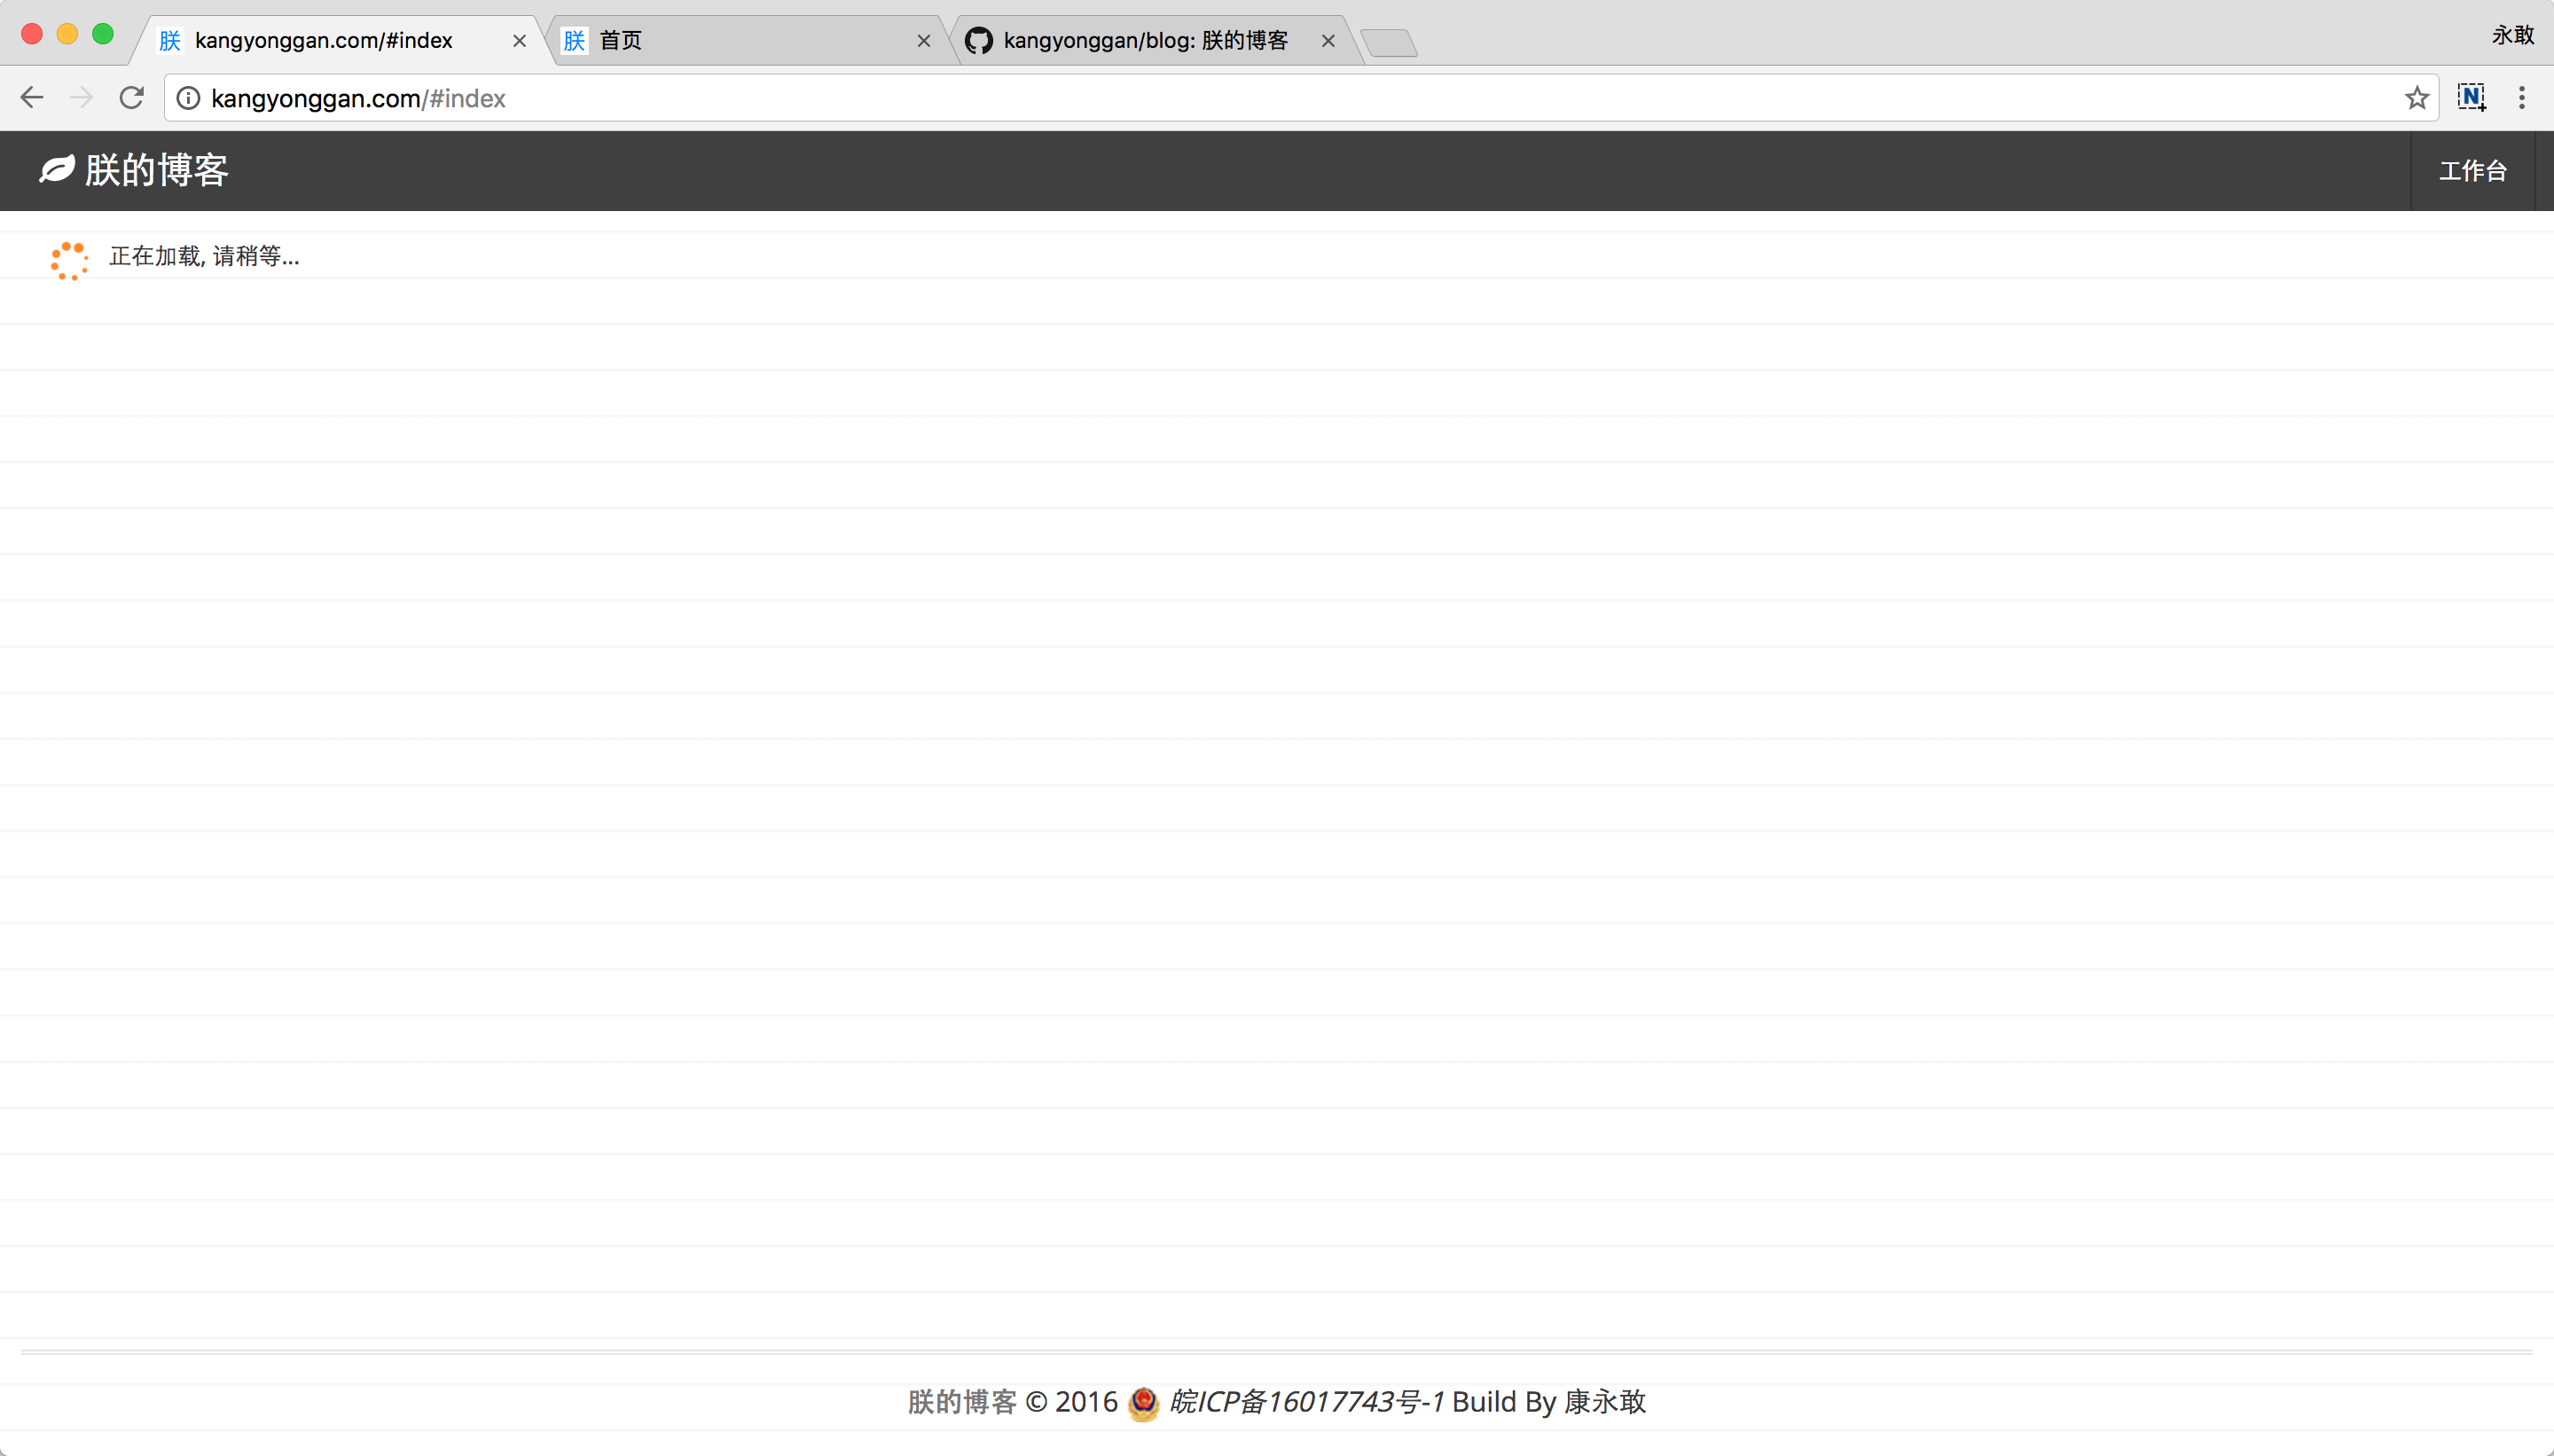 朕 kangyonggan.com/#index 朕 首页 kangyonggan/blog: 朕的博客 永敢
kangyonggan.com/#index N
朕的博客 工作台
正在加载, 请稍等...
朕的博客 © 2016 皖ICP备16017743号-1 Build By 康永敢